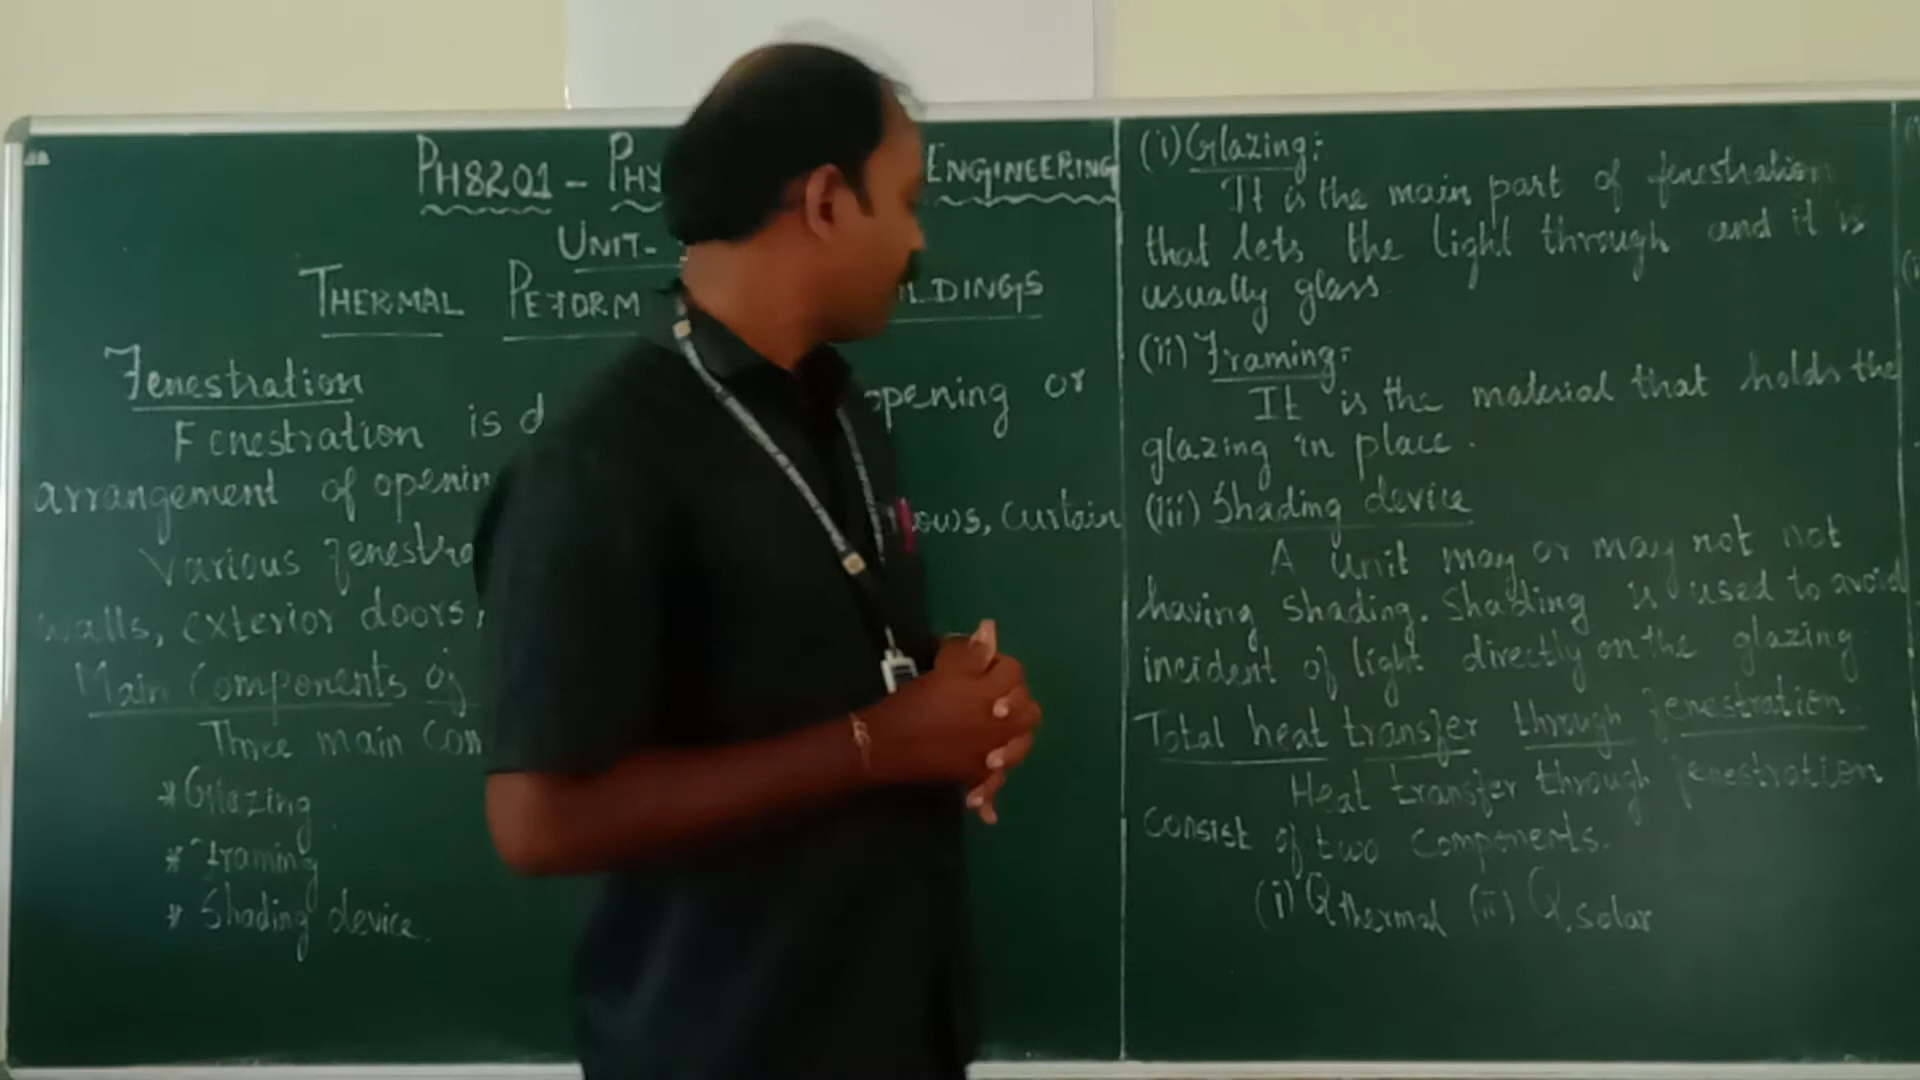 PH8201 - PHY ENGINEERING
UNIT-
THERMAL PEFORM ILDINGS
Fenestration
Fenestration is d opening or
arrangement of openin
Various fenestra ows, Curtain
walls, exterior doors,
Main Components of
Three main Com
* Glazing
* Framing
* Shading device.
(i) Glazing:
It is the main part of fenestration
that lets the light through and it is
usually glass.
(ii) Framing:
It is the material that holds the
glazing in place.
(iii) Shading device
A unit may or may not not
having shading. Shading is used to avoid
incident of light directly on the glazing
Total heat transfer through fenestration.
Heat transfer through fenestration
consist of two components.
(i) Q thermal (ii) Q solar